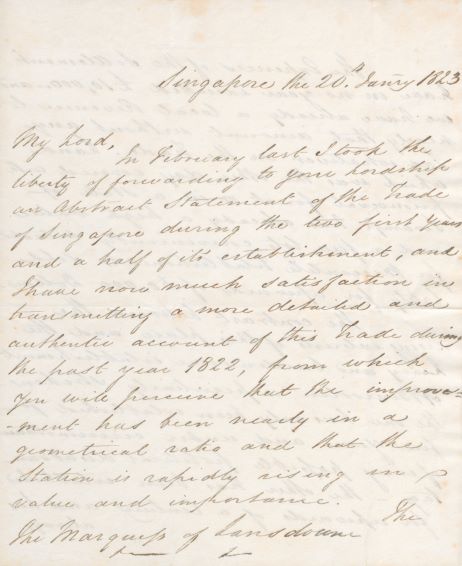 Singapore the 20th. Janry 1823
My Lord,
In February last I took the
liberty of forwarding to your Lordship
an Abstract Statement of the Trade
of Singapore during the two first years
and a half of its establishment, and
I have now much satisfaction in
transmitting a more detailed and
authentic account of this Trade during
the past year 1822, from which
you will perceive that the improve-
-ment has been nearly in a
geometrical ratio and that the
Station is rapidly rising in
value and importance.
The
The Marquess of Lansdowne